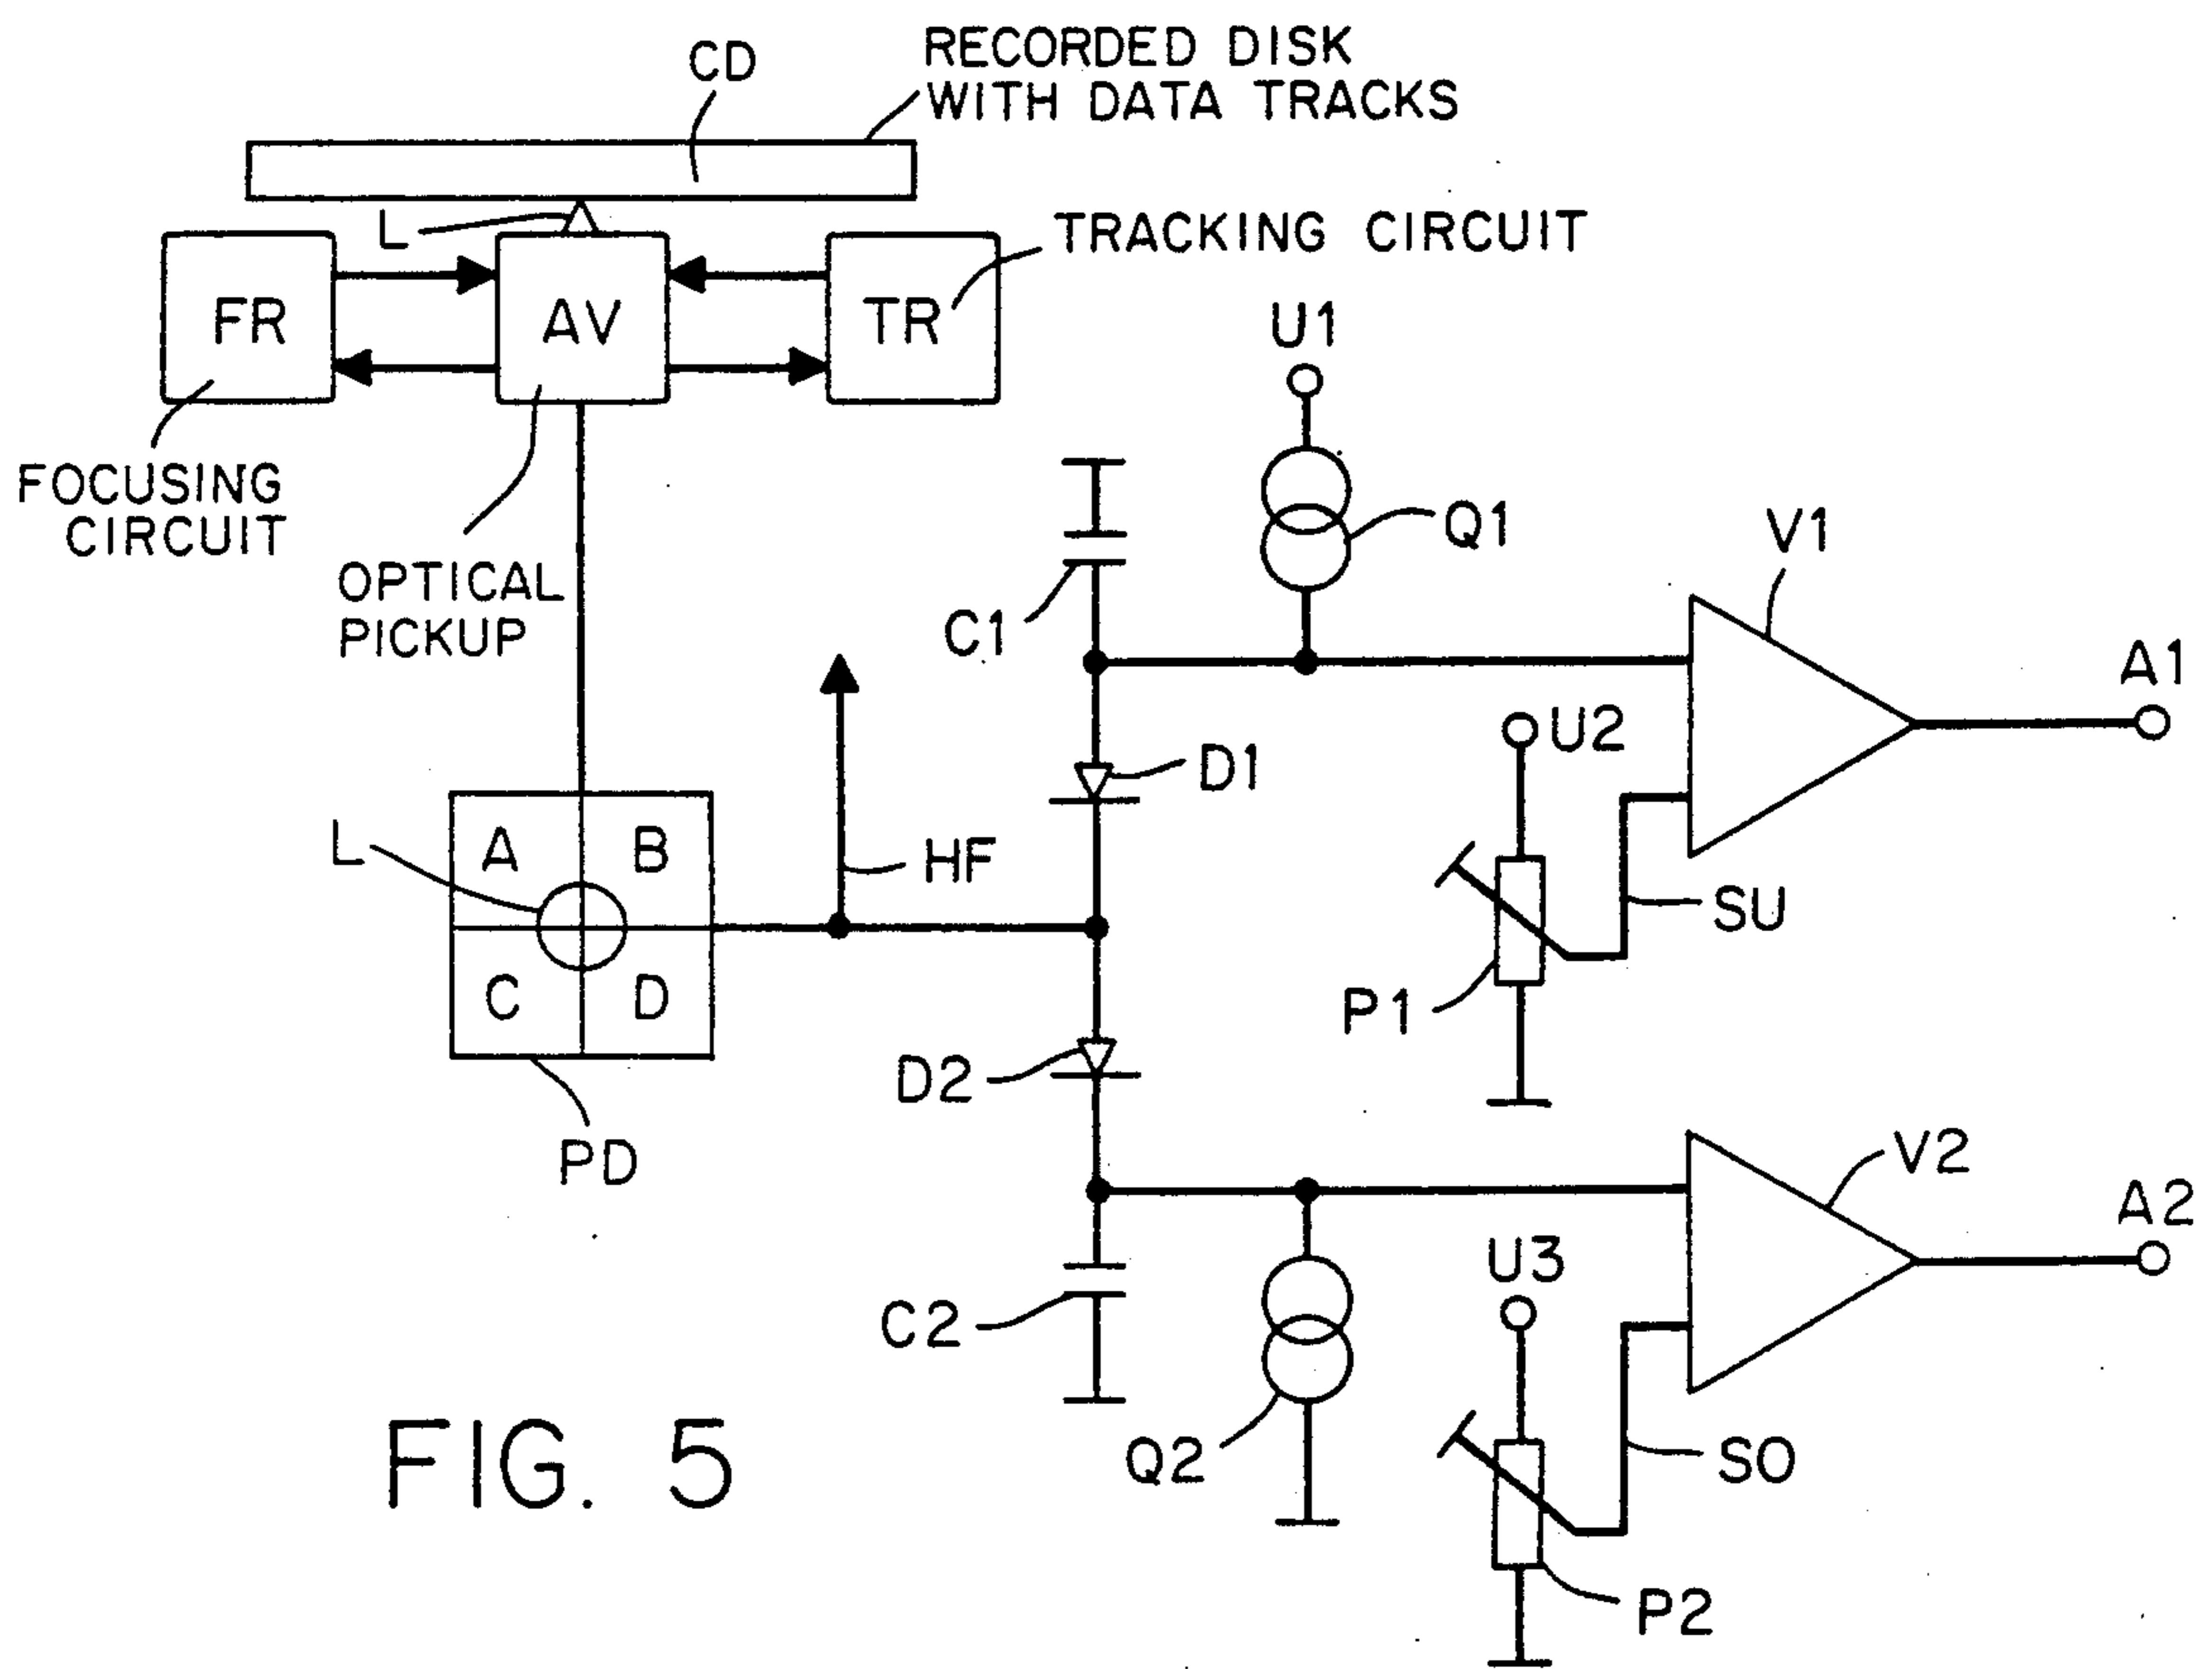 CD
RECORDED DISK
WITH DATA TRACKS
L
TRACKING CIRCUIT
FR
AV
TR
U1
FOCUSING
CIRCUIT
Q1
V1
OPTICAL
PICKUP
C1
A1
U2
D1
L
A
B
HF
SU
C
D
P1
D2
PD
V2
A2
U3
C2
Q2
SO
FIG. 5
P2